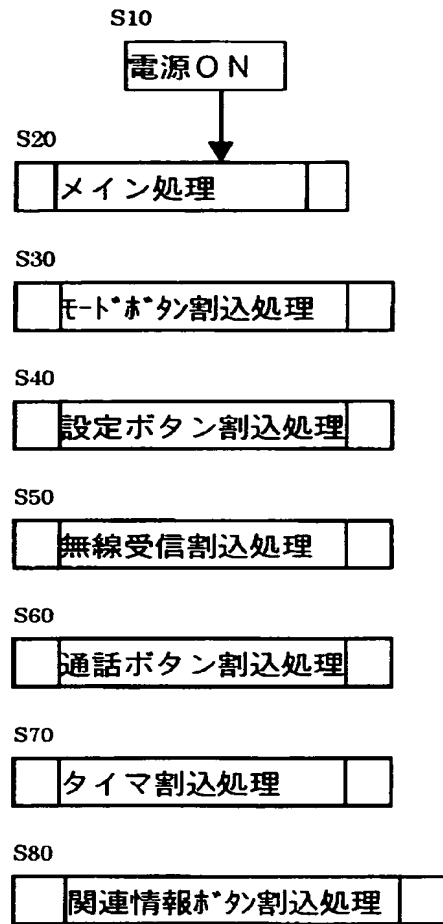 S10
電源ON
S20
メイン処理
S30
ﾓｰﾄﾞﾎﾞﾀﾝ割込処理
S40
設定ボタン割込処理
S50
無線受信割込処理
S60
通話ボタン割込処理
S70
タイマ割込処理
S80
関連情報ﾎﾞﾀﾝ割込処理